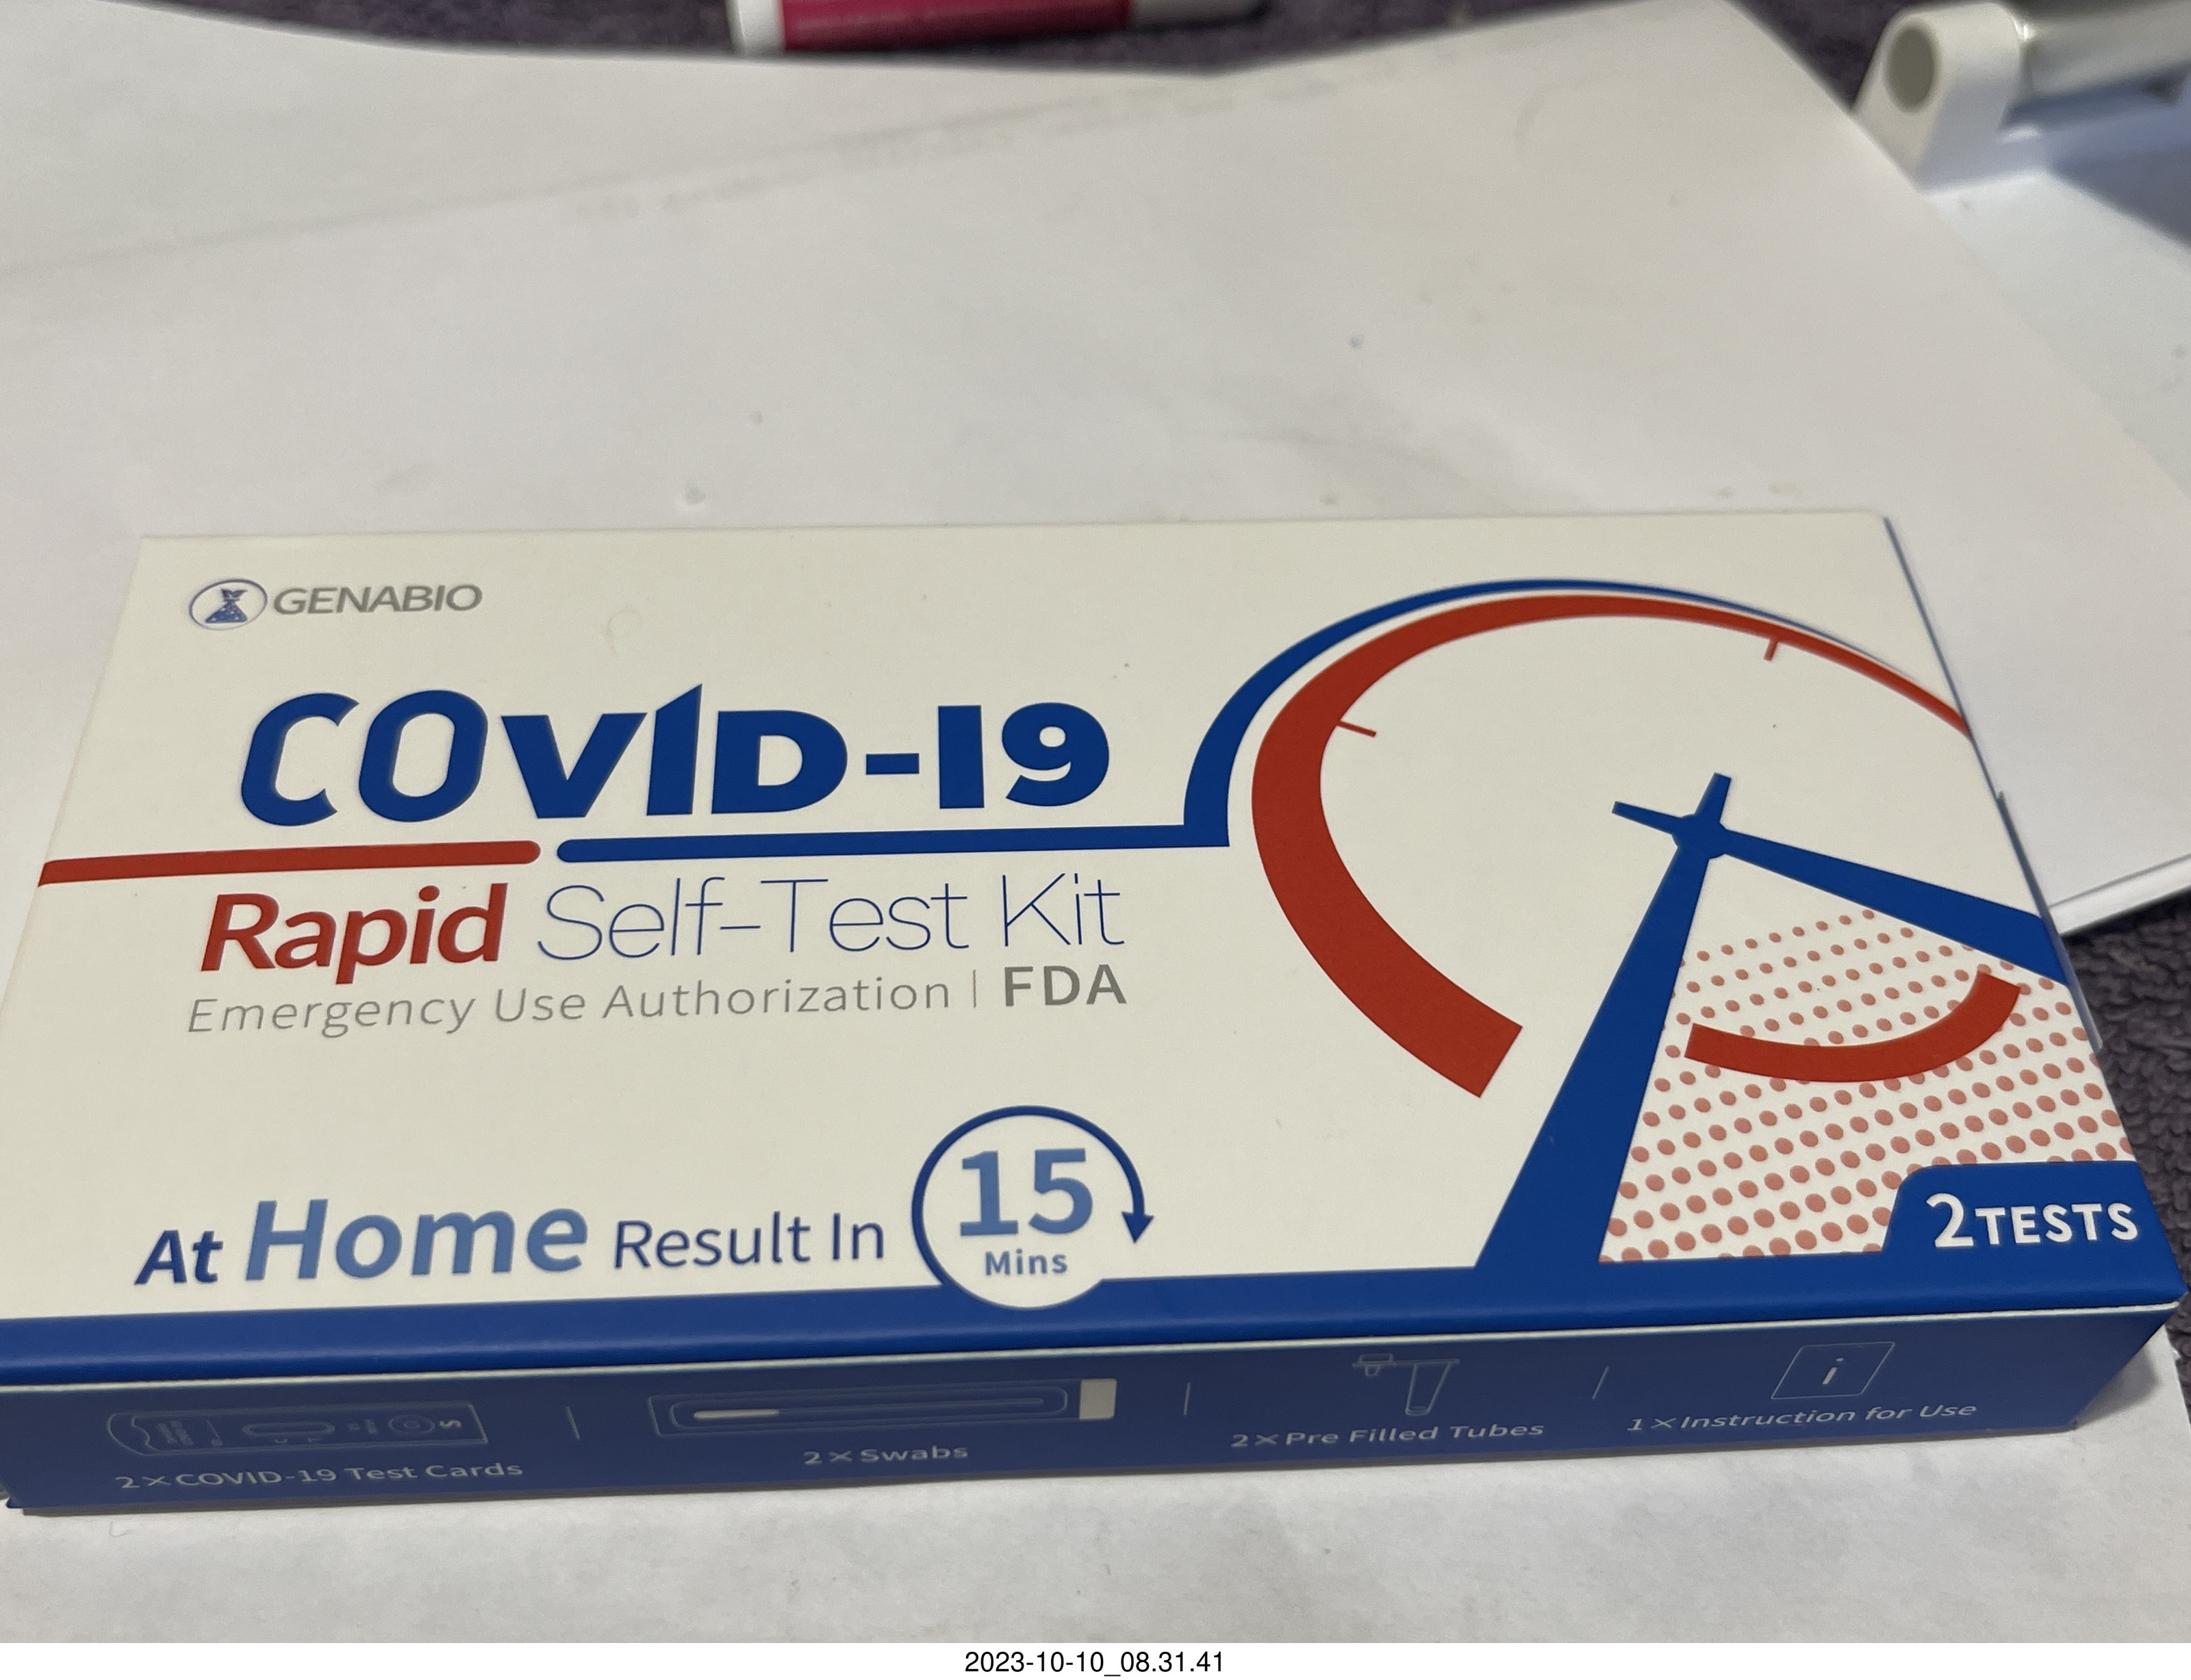 GENABIO
COVID-19
Rapid Self-Test Kit
Emergency Use Authorization | FDA
At Home Result In 15 Mins
2 TESTS
2×COVID-19 Test Cards
2×Swabs
2×Pre Filled Tubes
1×Instruction for Use
2023-10-10_08.31.41